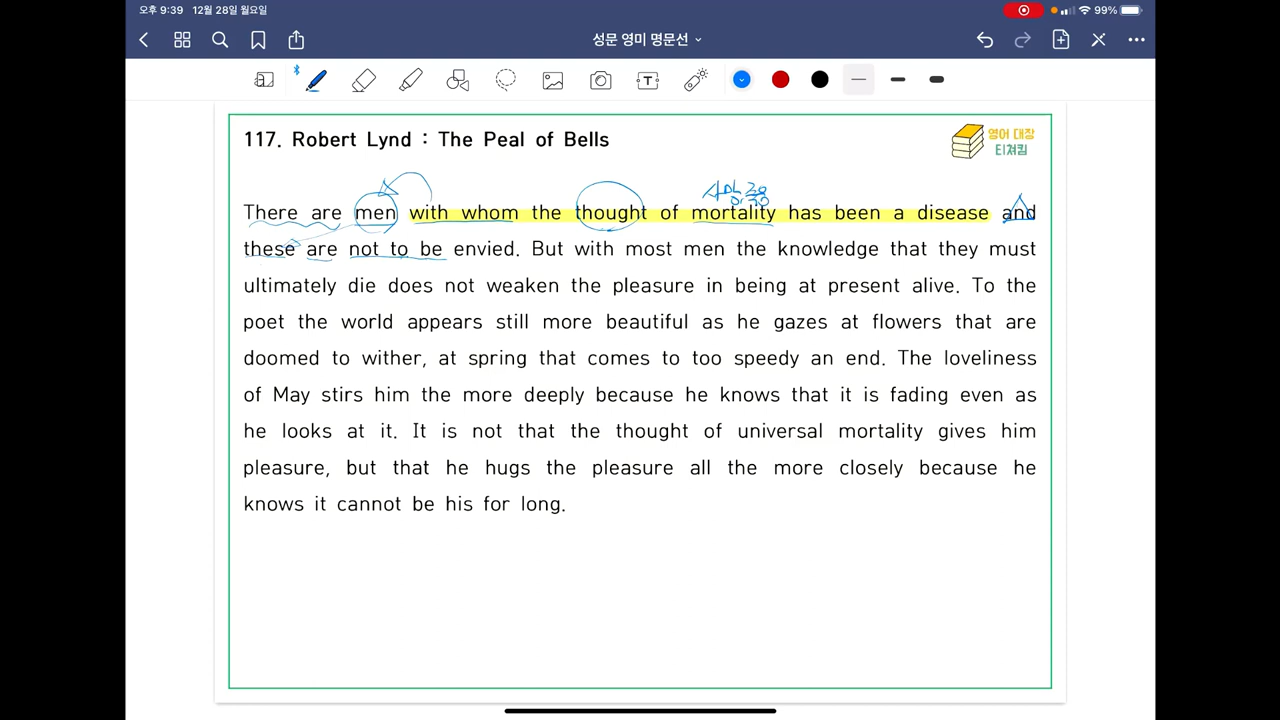 오후 9:39 12월 28일 월요일
99%
성문 영미 명문선
117. Robert Lynd : The Peal of Bells
영어 대장
티쳐킴
There are men with whom the thought of mortality has been a disease and
these are not to be envied. But with most men the knowledge that they must
ultimately die does not weaken the pleasure in being at present alive. To the
poet the world appears still more beautiful as he gazes at flowers that are
doomed to wither, at spring that comes to too speedy an end. The loveliness
of May stirs him the more deeply because he knows that it is fading even as
he looks at it. It is not that the thought of universal mortality gives him
pleasure, but that he hugs the pleasure all the more closely because he
knows it cannot be his for long.